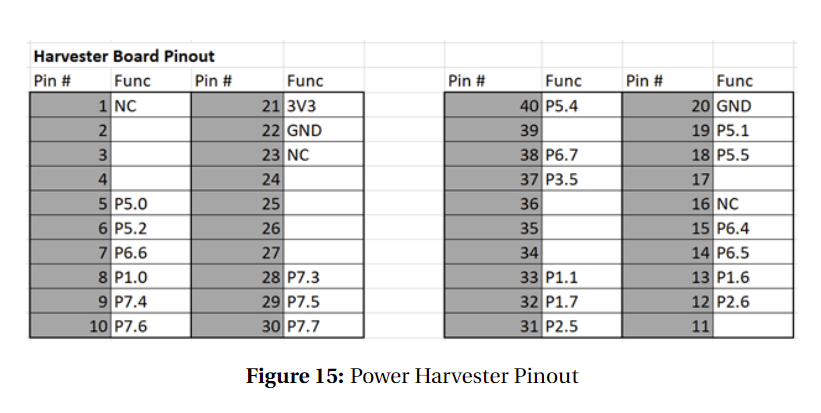 Harvester Board Pinout
Pin # Func Pin # Func Pin # Func Pin # Func
1 NC 21 3V3 40 P5.4 20 GND
2 22 GND 39 19 P5.1
3 23 NC 38 P6.7 18 P5.5
4 24 37 P3.5 17
5 P5.0 25 36 16 NC
6 P5.2 26 35 15 P6.4
7 P6.6 27 34 14 P6.5
8 P1.0 28 P7.3 33 P1.1 13 P1.6
9 P7.4 29 P7.5 32 P1.7 12 P2.6
10 P7.6 30 P7.7 31 P2.5 11
Figure 15: Power Harvester Pinout